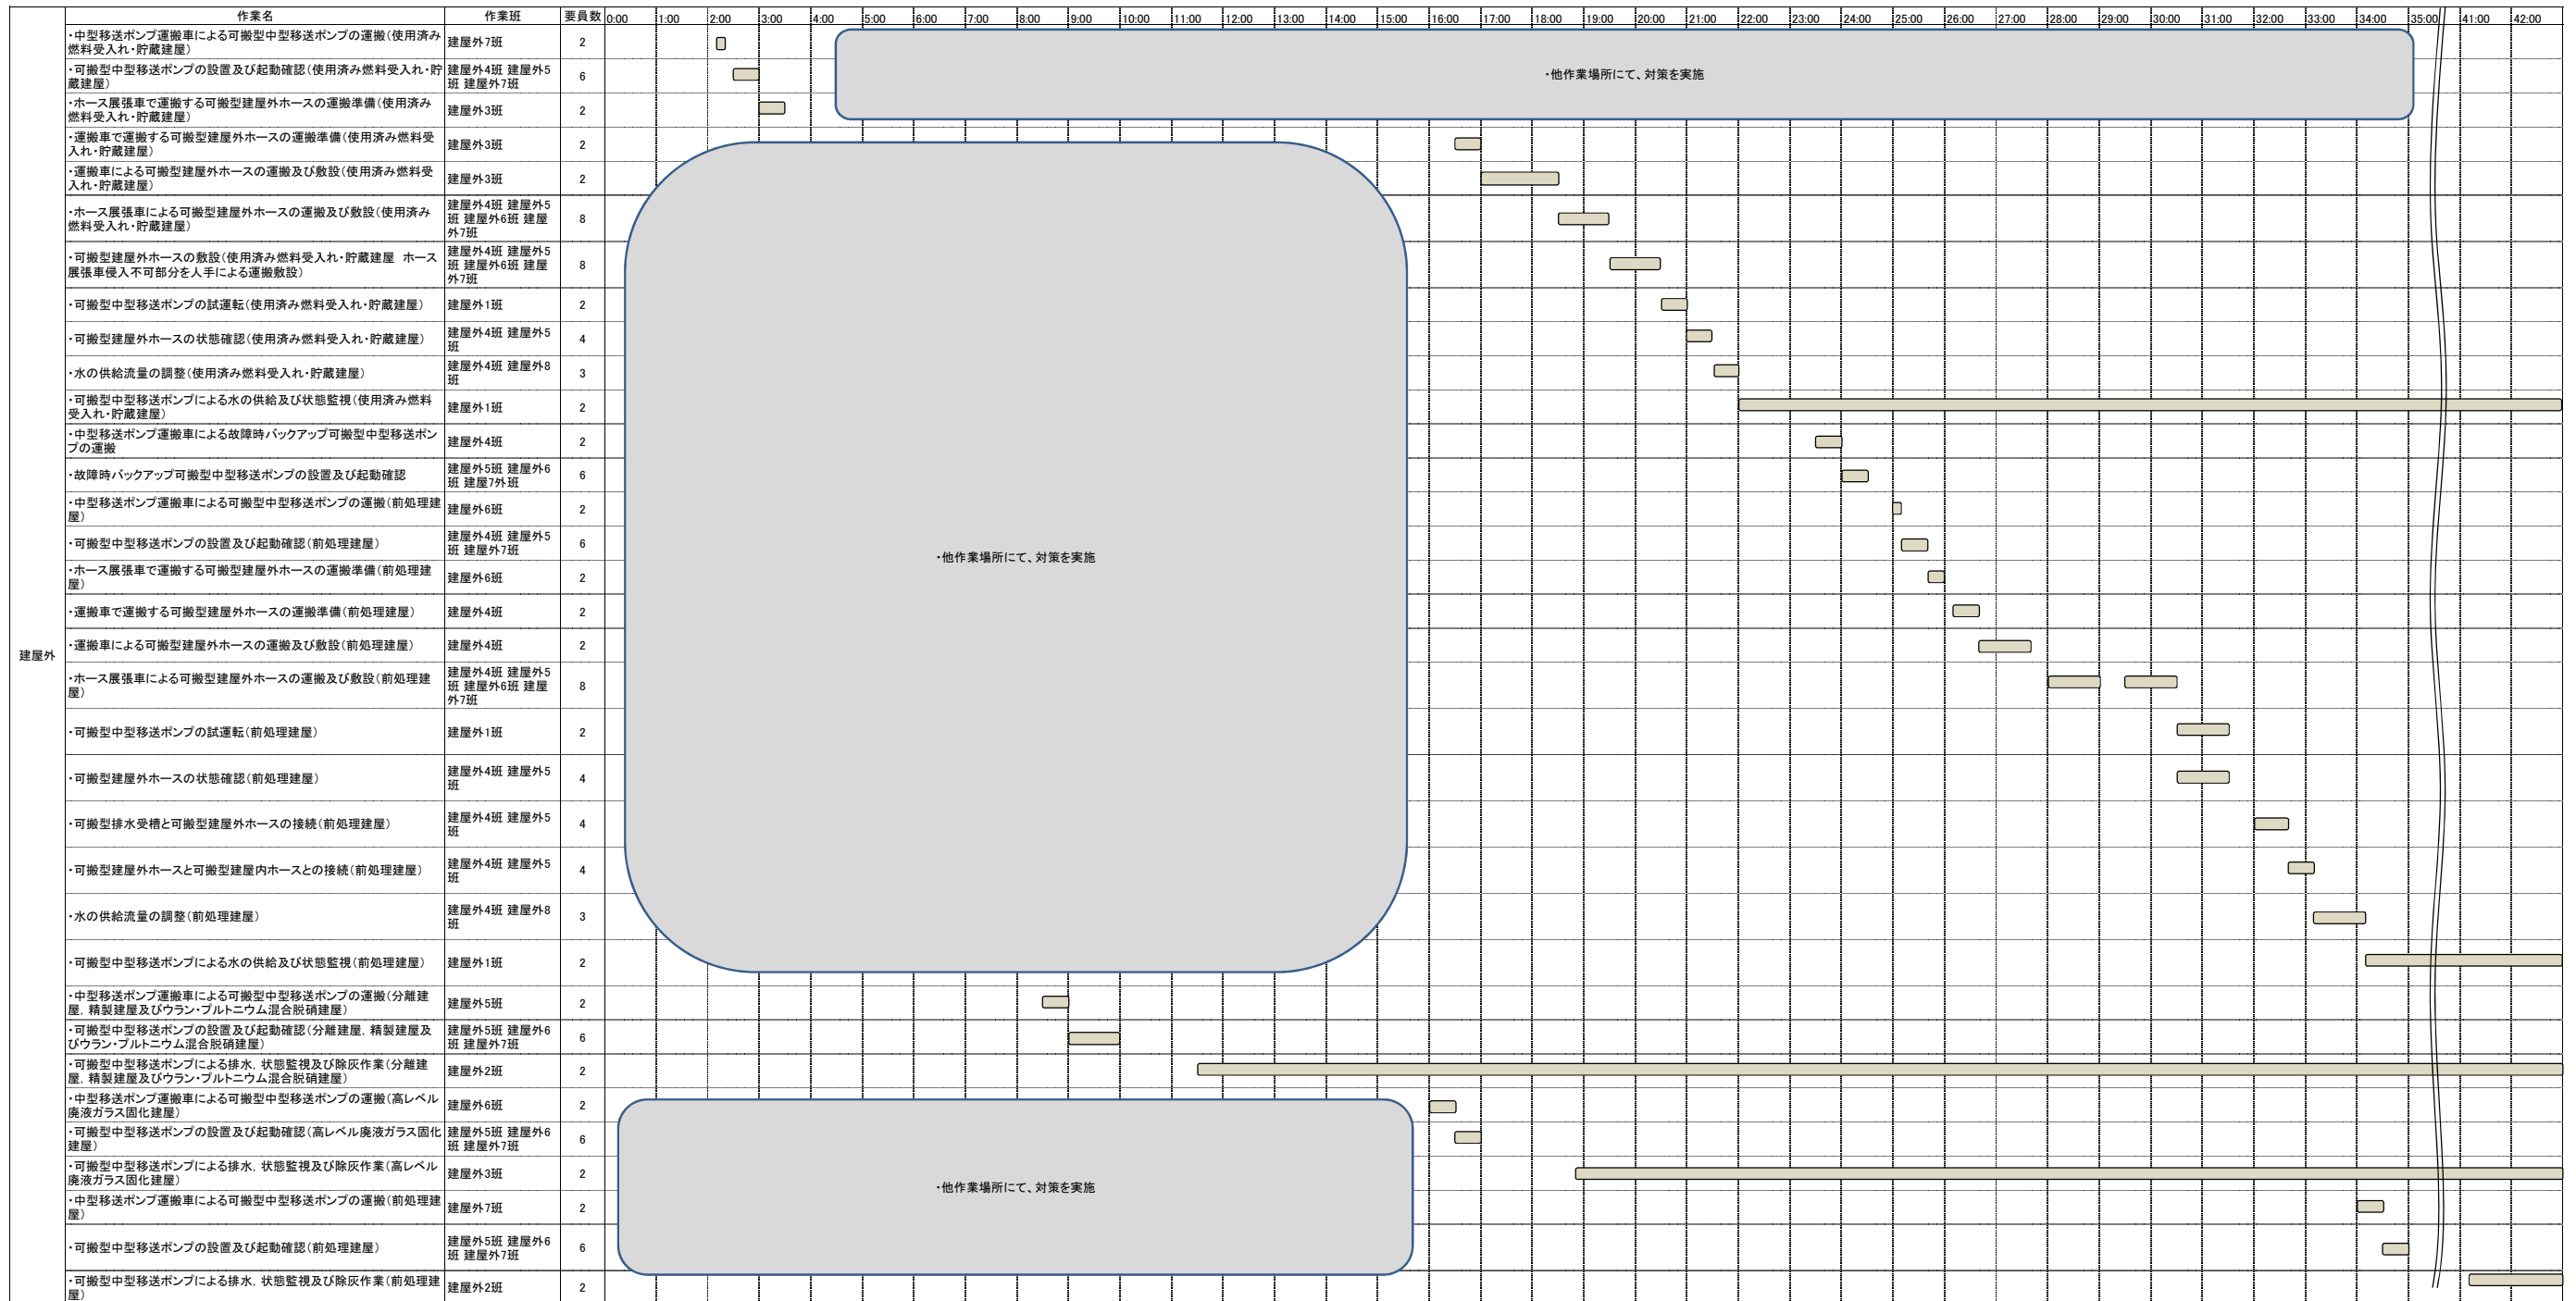 作業名 作業班 要員数 0:00 1:00 2:00 3:00 4:00 5:00 6:00 7:00 8:00 9:00 10:00 11:00 12:00 13:00 14:00 15:00 16:00 17:00 18:00 19:00 20:00 21:00 22:00 23:00 24:00 25:00 26:00 27:00 28:00 29:00 30:00 31:00 32:00 33:00 34:00 35:00 41:00 42:00
建屋外
・中型移送ポンプ運搬車による可搬型中型移送ポンプの運搬(使用済み
燃料受入れ・貯蔵建屋)
建屋外7班
2
・他作業場所にて、対策を実施
・可搬型中型移送ポンプの設置及び起動確認(使用済み燃料受入れ・貯
蔵建屋)
建屋外4班 建屋外5
班 建屋外7班
6
・ホース展張車で運搬する可搬型建屋外ホースの運搬準備(使用済み
燃料受入れ・貯蔵建屋)
建屋外3班
2
・運搬車で運搬する可搬型建屋外ホースの運搬準備(使用済み燃料受
入れ・貯蔵建屋)
建屋外3班
2
・運搬車による可搬型建屋外ホースの運搬及び敷設(使用済み燃料受
入れ・貯蔵建屋)
建屋外3班
2
・ホース展張車による可搬型建屋外ホースの運搬及び敷設(使用済み
燃料受入れ・貯蔵建屋)
建屋外4班 建屋外5
班 建屋外6班 建屋
外7班
8
・可搬型建屋外ホースの敷設(使用済み燃料受入れ・貯蔵建屋 ホース
展張車侵入不可部分を人手による運搬敷設)
建屋外4班 建屋外5
班 建屋外6班 建屋
外7班
8
・可搬型中型移送ポンプの試運転(使用済み燃料受入れ・貯蔵建屋)
建屋外1班
2
・可搬型建屋外ホースの状態確認(使用済み燃料受入れ・貯蔵建屋)
建屋外4班 建屋外5
班
4
・水の供給流量の調整(使用済み燃料受入れ・貯蔵建屋)
建屋外4班 建屋外8
班
3
・可搬型中型移送ポンプによる水の供給及び状態監視(使用済み燃料
受入れ・貯蔵建屋)
建屋外1班
2
・中型移送ポンプ運搬車による故障時バックアップ可搬型中型移送ポン
プの運搬
建屋外4班
2
・故障時バックアップ可搬型中型移送ポンプの設置及び起動確認
建屋外5班 建屋外6
班 建屋7外班
6
・中型移送ポンプ運搬車による可搬型中型移送ポンプの運搬(前処理建
屋)
建屋外6班
2
・可搬型中型移送ポンプの設置及び起動確認(前処理建屋)
建屋外4班 建屋外5
班 建屋外7班
6
・他作業場所にて、対策を実施
・ホース展張車で運搬する可搬型建屋外ホースの運搬準備(前処理建
屋)
建屋外6班
2
・運搬車で運搬する可搬型建屋外ホースの運搬準備(前処理建屋)
建屋外4班
2
・運搬車による可搬型建屋外ホースの運搬及び敷設(前処理建屋)
建屋外4班
2
・ホース展張車による可搬型建屋外ホースの運搬及び敷設(前処理建
屋)
建屋外4班 建屋外5
班 建屋外6班 建屋
外7班
8
・可搬型中型移送ポンプの試運転(前処理建屋)
建屋外1班
2
・可搬型建屋外ホースの状態確認(前処理建屋)
建屋外4班 建屋外5
班
4
・可搬型排水受槽と可搬型建屋外ホースの接続(前処理建屋)
建屋外4班 建屋外5
班
4
・可搬型建屋外ホースと可搬型建屋内ホースとの接続(前処理建屋)
建屋外4班 建屋外5
班
4
・水の供給流量の調整(前処理建屋)
建屋外4班 建屋外8
班
3
・可搬型中型移送ポンプによる水の供給及び状態監視(前処理建屋)
建屋外1班
2
・中型移送ポンプ運搬車による可搬型中型移送ポンプの運搬(分離建
屋，精製建屋及びウラン・プルトニウム混合脱硝建屋)
建屋外5班
2
・可搬型中型移送ポンプの設置及び起動確認(分離建屋，精製建屋及
びウラン・プルトニウム混合脱硝建屋)
建屋外5班 建屋外6
班 建屋外7班
6
・可搬型中型移送ポンプによる排水，状態監視及び除灰作業(分離建
屋，精製建屋及びウラン・プルトニウム混合脱硝建屋)
建屋外2班
2
・中型移送ポンプ運搬車による可搬型中型移送ポンプの運搬(高レベル
廃液ガラス固化建屋)
建屋外6班
2
・可搬型中型移送ポンプの設置及び起動確認(高レベル廃液ガラス固化
建屋)
建屋外5班 建屋外6
班 建屋外7班
6
・可搬型中型移送ポンプによる排水，状態監視及び除灰作業(高レベル
廃液ガラス固化建屋)
建屋外3班
2
・他作業場所にて、対策を実施
・中型移送ポンプ運搬車による可搬型中型移送ポンプの運搬(前処理建
屋)
建屋外7班
2
・可搬型中型移送ポンプの設置及び起動確認(前処理建屋)
建屋外5班 建屋外6
班 建屋外7班
6
・可搬型中型移送ポンプによる排水，状態監視及び除灰作業(前処理建
屋)
建屋外2班
2